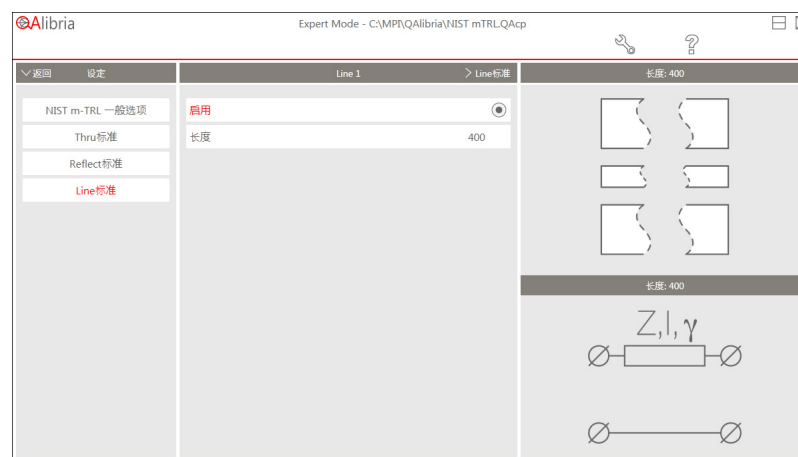 QAlibria
Expert Mode - C:\MPI\QAlibria\NIST mTRL.QAcp
返回 设定
Line 1
Line标准
长度: 400
NIST m-TRL 一般选项
Thru标准
Reflect标准
Line标准
启用
长度 400
长度: 400
Z,l,γ